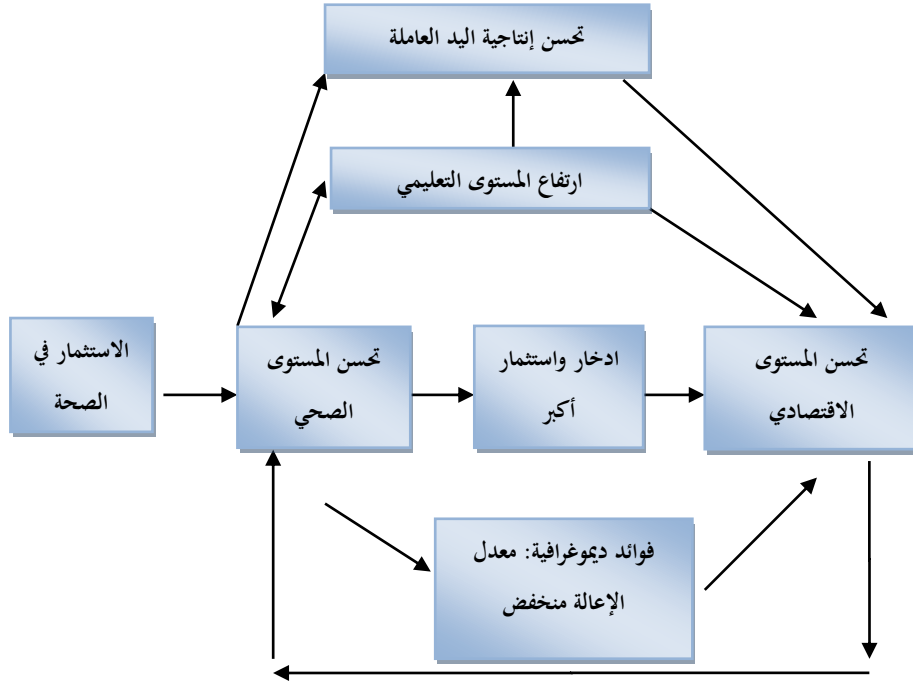 تحسن إنتاجية اليد العاملة
ارتفاع المستوى التعليمي
الاستثمار في
الصحة
تحسن المستوى
الصحي
ادخار واستثمار
أكبر
تحسن المستوى
الاقتصادي
فوائد ديموغرافية: معدل
الإعالة منخفض